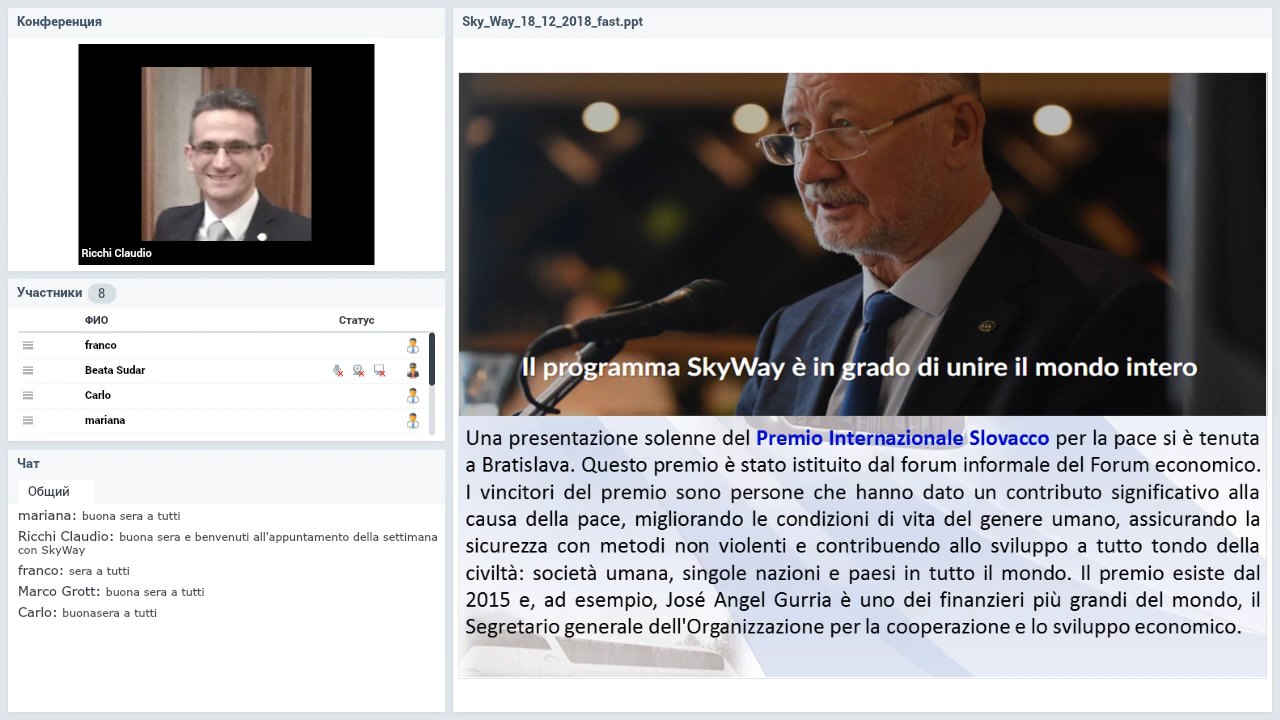 Конференция
Ricchi Claudio
Участники 8
ФИО Статус
franco
Beata Sudar
Carlo
mariana
Чат
Общий
mariana: buona sera a tutti
Ricchi Claudio: buona sera e benvenuti all'appuntamento della settimana
con SkyWay
franco: sera a tutti
Marco Grott: buona sera a tutti
Carlo: buonasera a tutti
Sky_Way_18_12_2018_fast.ppt
Il programma SkyWay è in grado di unire il mondo intero
Una presentazione solenne del Premio Internazionale Slovacco per la pace si è tenuta
a Bratislava. Questo premio è stato istituito dal forum informale del Forum economico.
I vincitori del premio sono persone che hanno dato un contributo significativo alla
causa della pace, migliorando le condizioni di vita del genere umano, assicurando la
sicurezza con metodi non violenti e contribuendo allo sviluppo a tutto tondo della
civiltà: società umana, singole nazioni e paesi in tutto il mondo. Il premio esiste dal
2015 e, ad esempio, José Angel Gurria è uno dei finanzieri più grandi del mondo, il
Segretario generale dell'Organizzazione per la cooperazione e lo sviluppo economico.